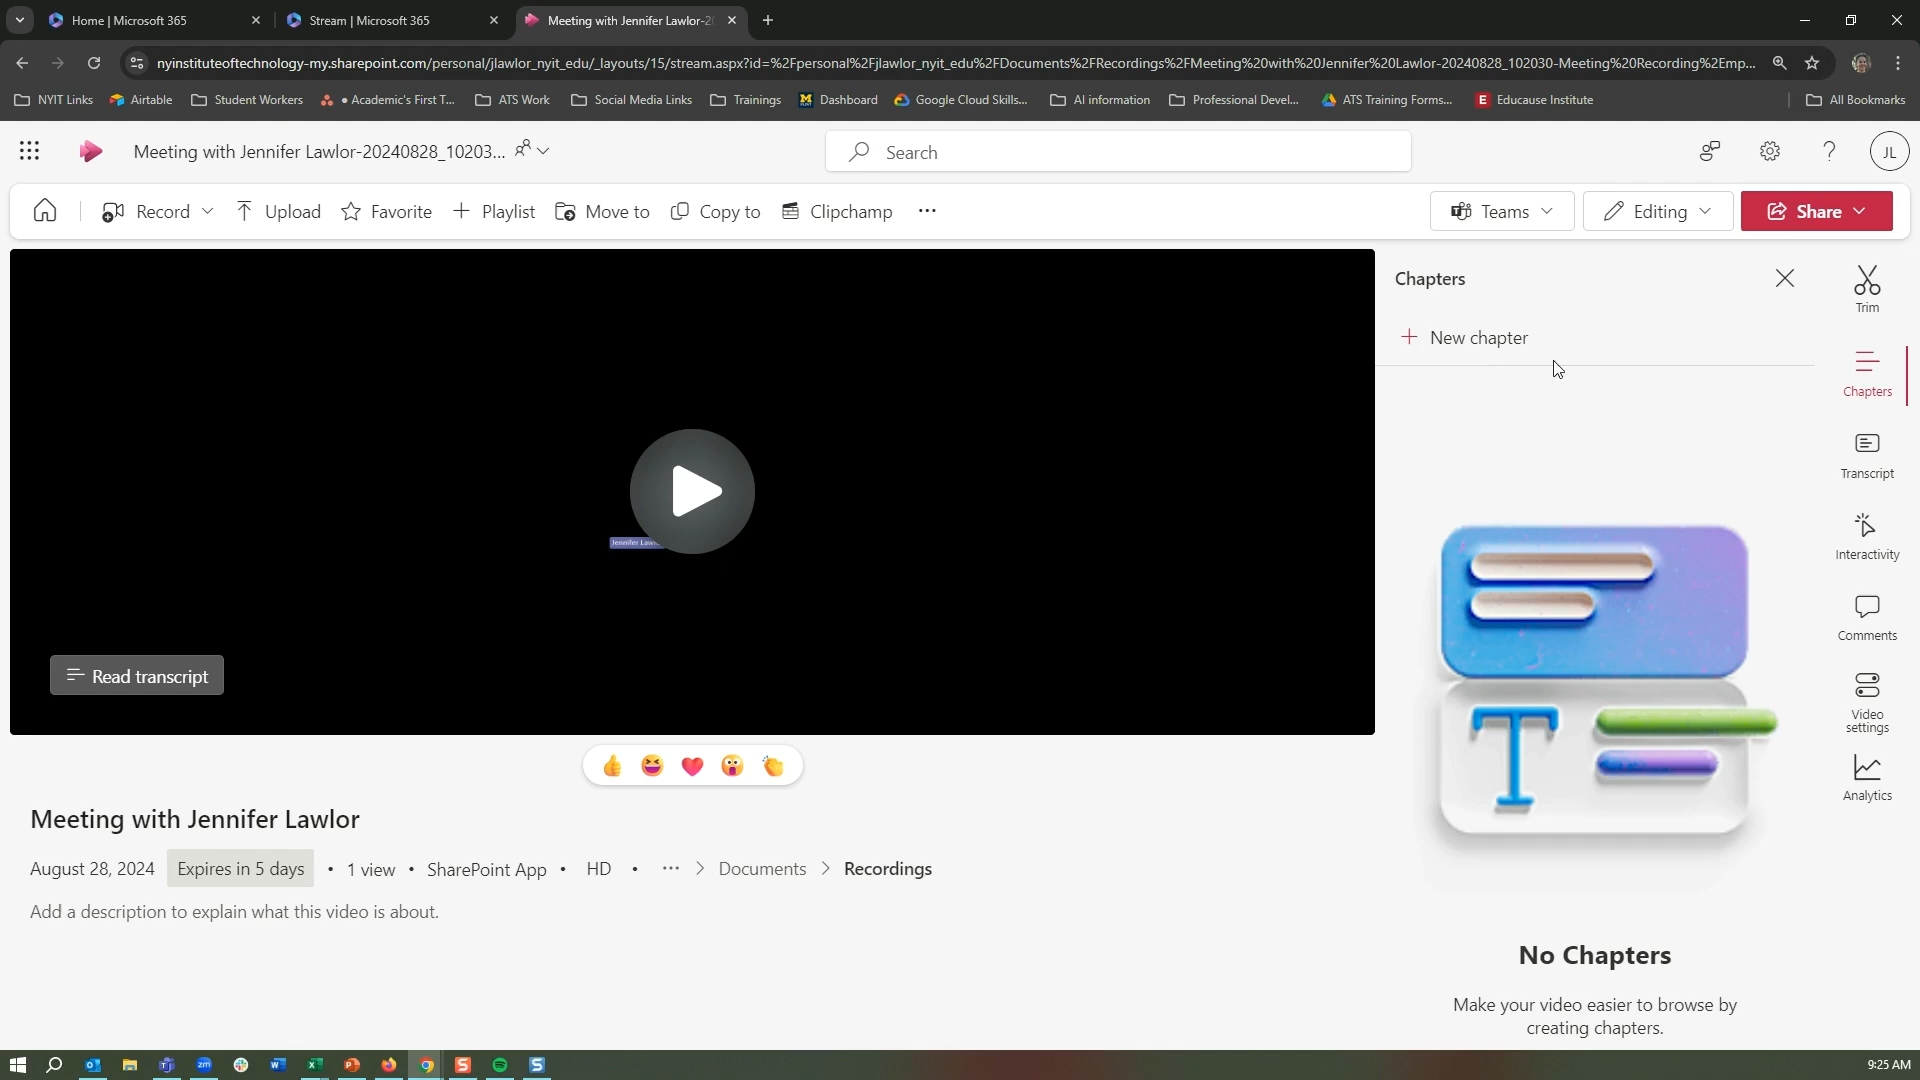 Home | Microsoft 365
Stream | Microsoft 365
Meeting with Jennifer Lawlor-20
nyinstituteoftechnology-my.sharepoint.com/personal/jlawlor_nyit_edu/_layouts/15/stream.aspx?id=%2Fpersonal%2Fjlawlor_nyit_edu%2FDocuments%2FRecordings%2FMeeting%20with%20Jennifer%20Lawlor-20240828_102030-Meeting%20Recording%2Emp...
NYIT Links
Airtable
Student Workers
• Academic's First T...
ATS Work
Social Media Links
Trainings
Dashboard
Google Cloud Skills...
AI information
Professional Devel...
ATS Training Forms...
Educause Institute
All Bookmarks
Meeting with Jennifer Lawlor-20240828_10203...
Search
JL
Record
Upload
Favorite
Playlist
Move to
Copy to
Clipchamp
Teams
Editing
Share
Chapters
New chapter
Trim
Chapters
Transcript
Interactivity
Comments
Video
settings
Analytics
Jennifer
Read transcript
Meeting with Jennifer Lawlor
August 28, 2024 Expires in 5 days • 1 view • SharePoint App • HD • ... > Documents > Recordings
Add a description to explain what this video is about.
T
No Chapters
Make your video easier to browse by
creating chapters.
9:25 AM